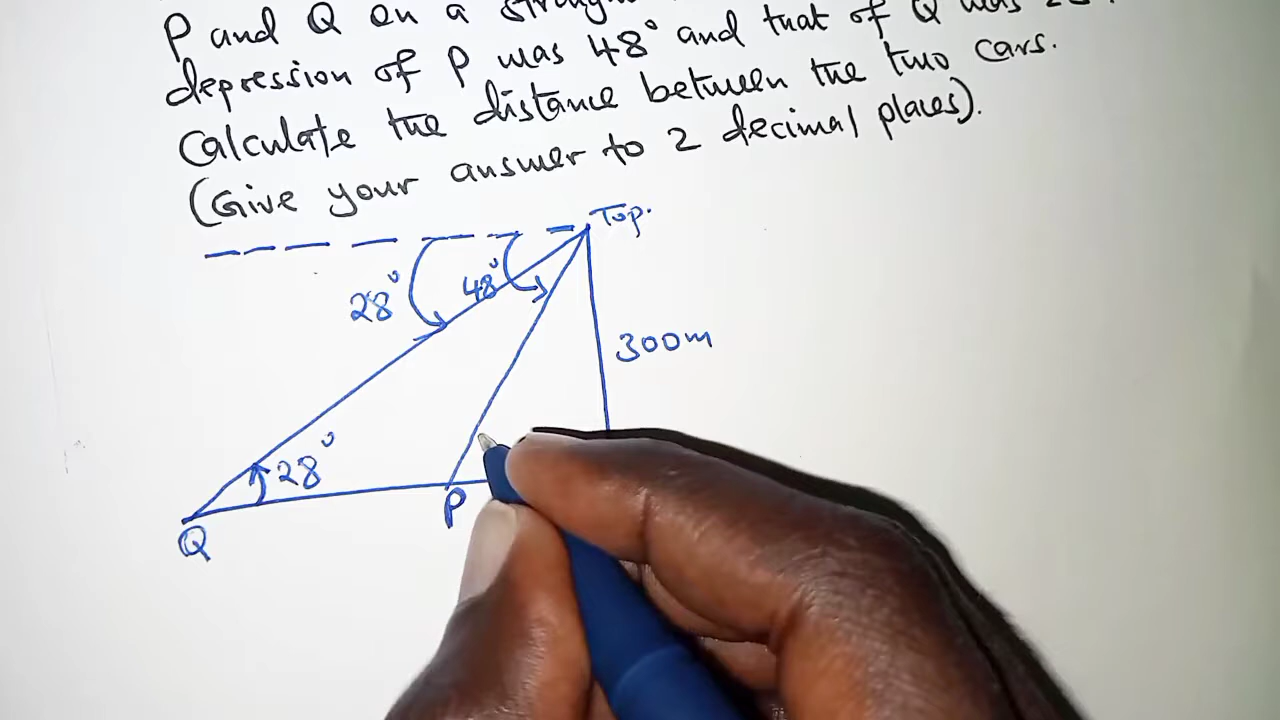 P and Q on a
depression of P was 48° and that of Q was
Calculate the distance between the two cars.
(Give your answer to 2 decimal places).
Top.
28°
48°
300m
28°
P
Q